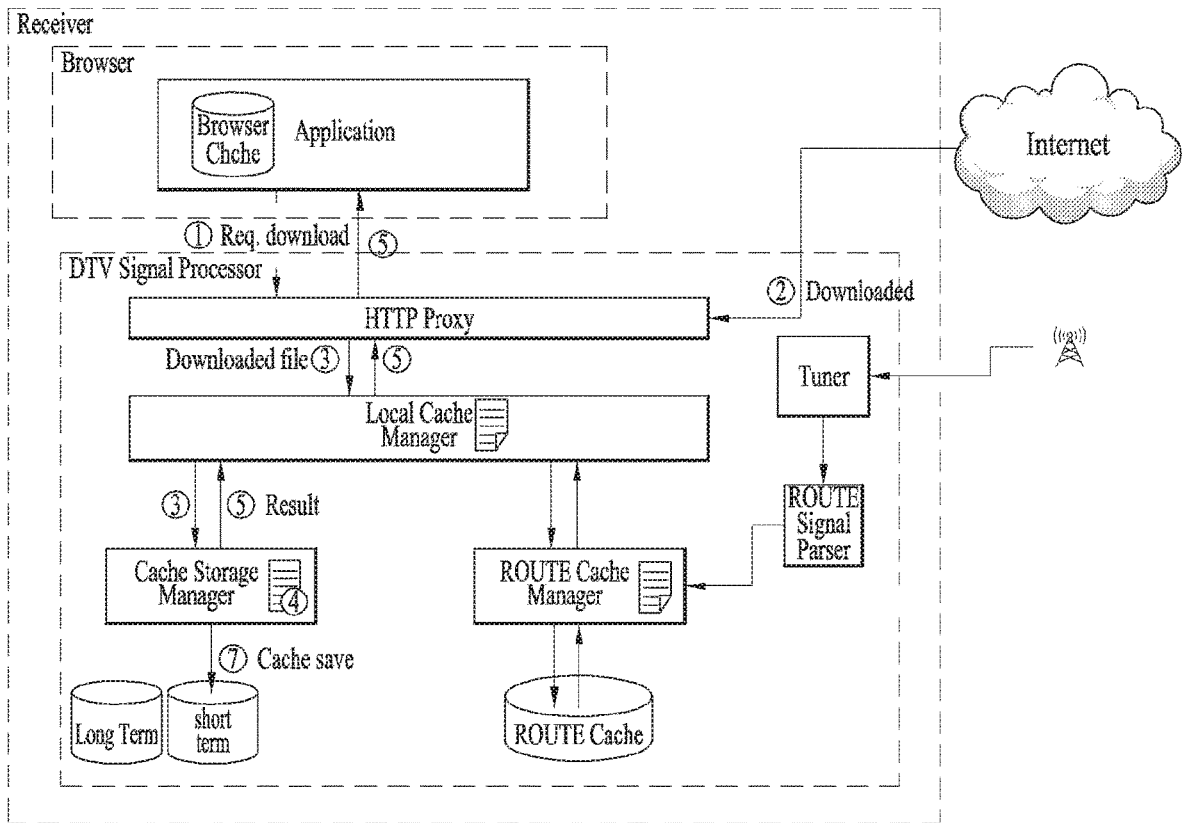 Receiver
Browser
Browser
Chche
Application
Internet
① Req. download
⑤
DTV Signal Processor
② Downloaded
HTTP Proxy
Downloaded file ③
⑤
Tuner
Local Cache
Manager
③
⑤ Result
ROUTE
Signal
Parser
Cache Storage
Manager
④
ROUTE Cache
Manager
⑦ Cache save
Long Term
short
term
ROUTE Cache